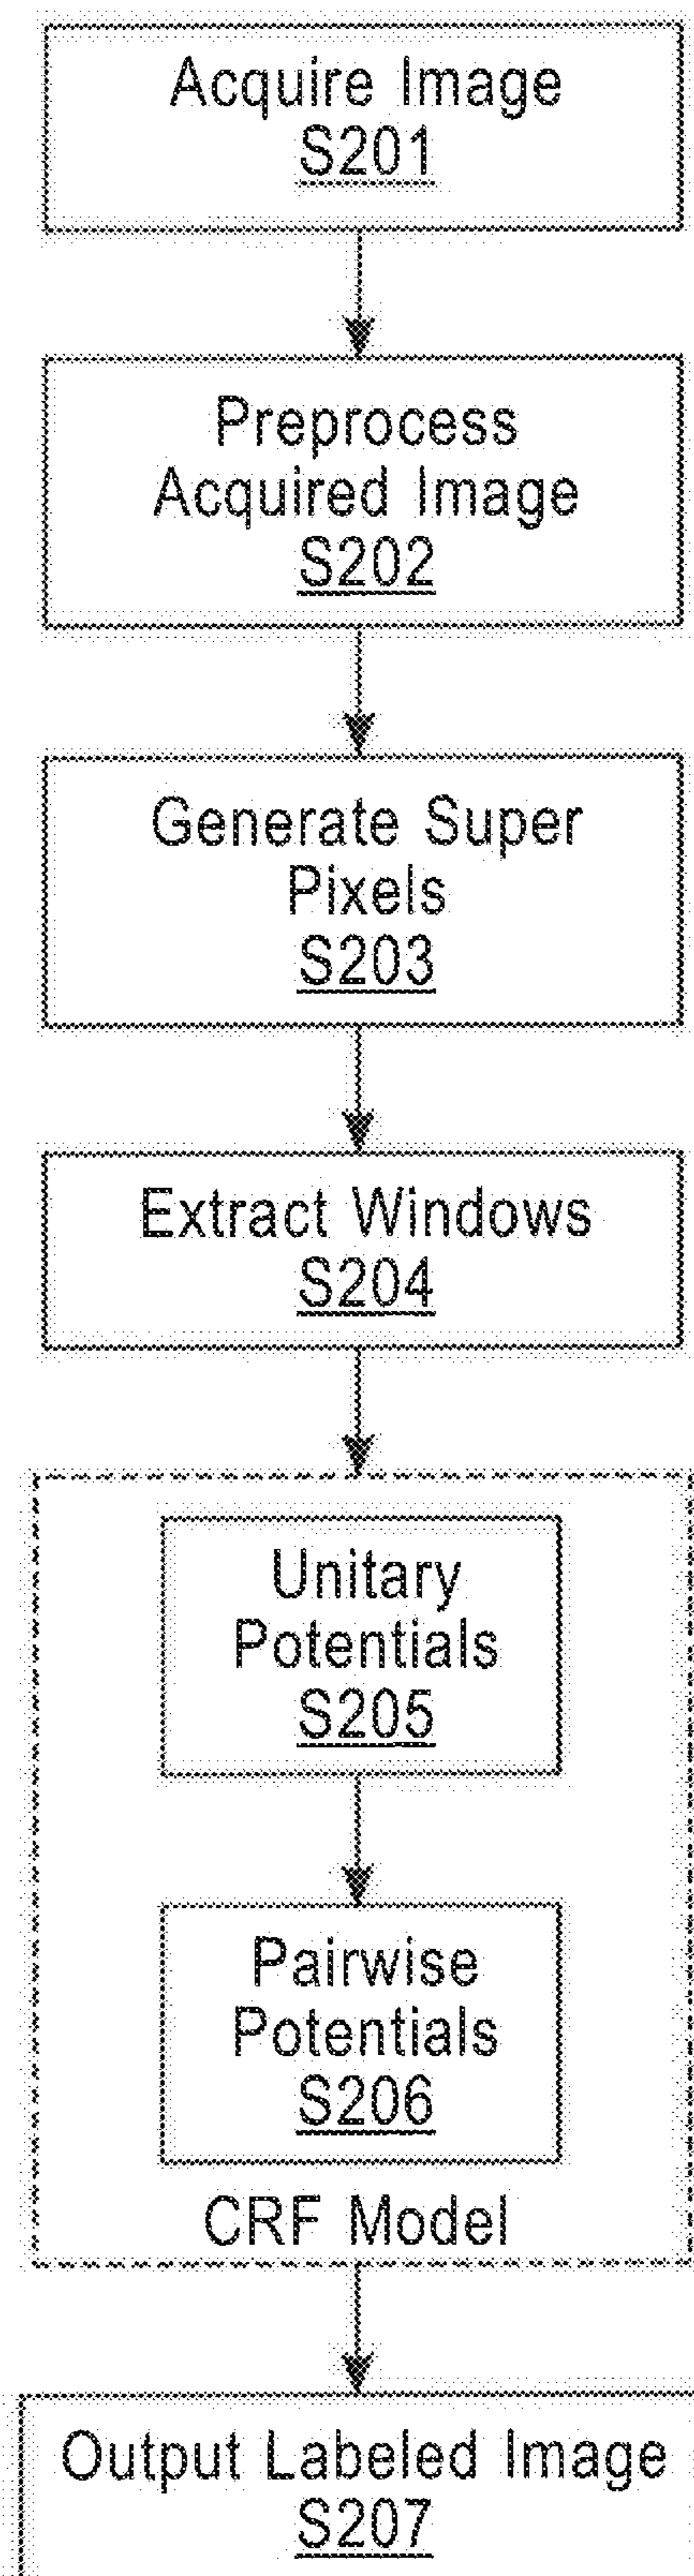 Acquire Image
S201
Preprocess
Acquired Image
S202
Generate Super
Pixels
S203
Extract Windows
S204
Unitary
Potentials
S205
Pairwise
Potentials
S206
CRF Model
Output Labeled Image
S207